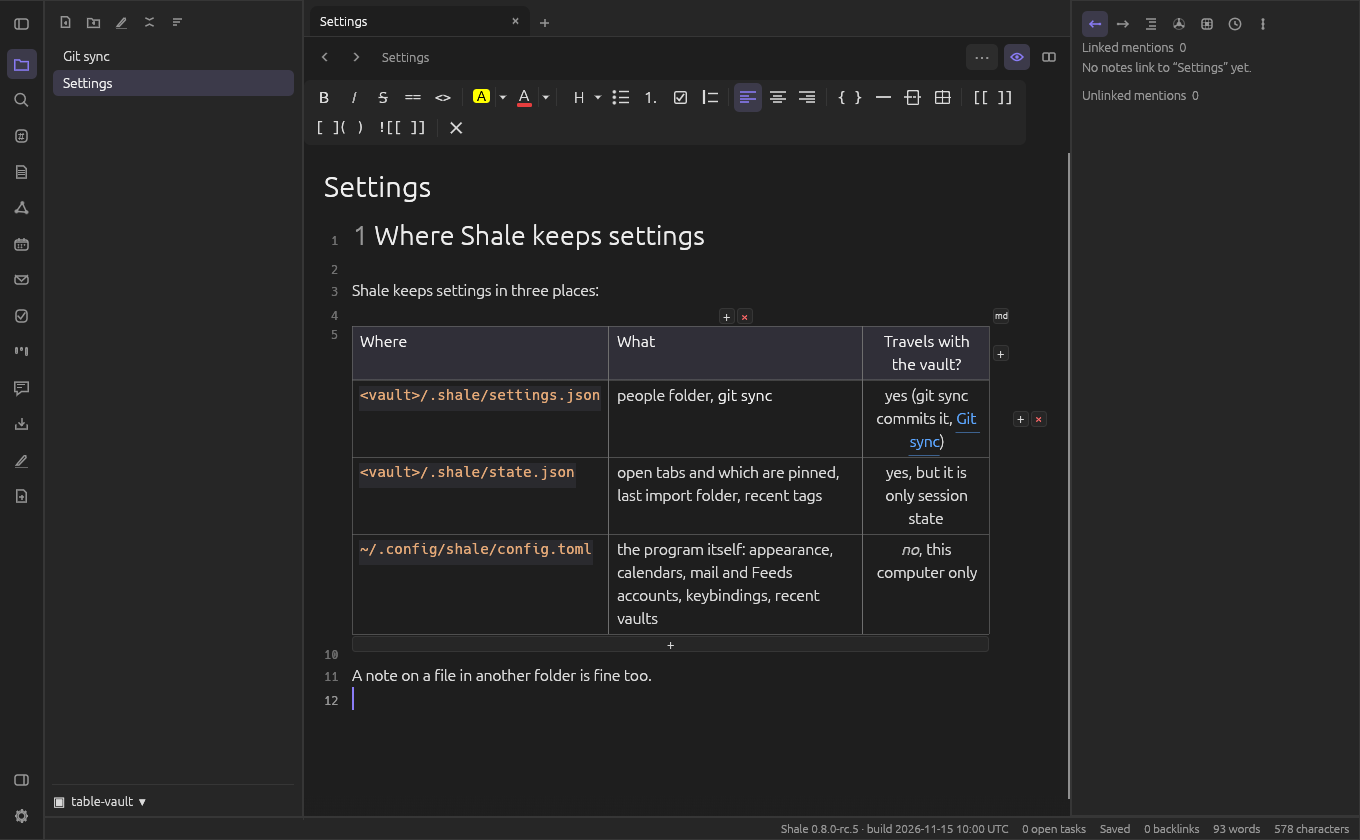 Git sync
Settings
table-vault ▼
Settings × +
Settings
B I S == <> A A H 1. { } [[ ]]
[ ]( ) ![[ ]] ×
Settings
1 1 Where Shale keeps settings
2
3 Shale keeps settings in three places:
4 + × md
5
Where What Travels with the vault? +
<vault>/.shale/settings.json people folder, git sync yes (git sync commits it, Git sync) + ×
<vault>/.shale/state.json open tabs and which are pinned, last import folder, recent tags yes, but it is only session state
~/.config/shale/config.toml the program itself: appearance, calendars, mail and Feeds accounts, keybindings, recent vaults no, this computer only
+
10
11 A note on a file in another folder is fine too.
12
Linked mentions 0
No notes link to “Settings” yet.
Unlinked mentions 0
Shale 0.8.0-rc.5 · build 2026-11-15 10:00 UTC 0 open tasks Saved 0 backlinks 93 words 578 characters